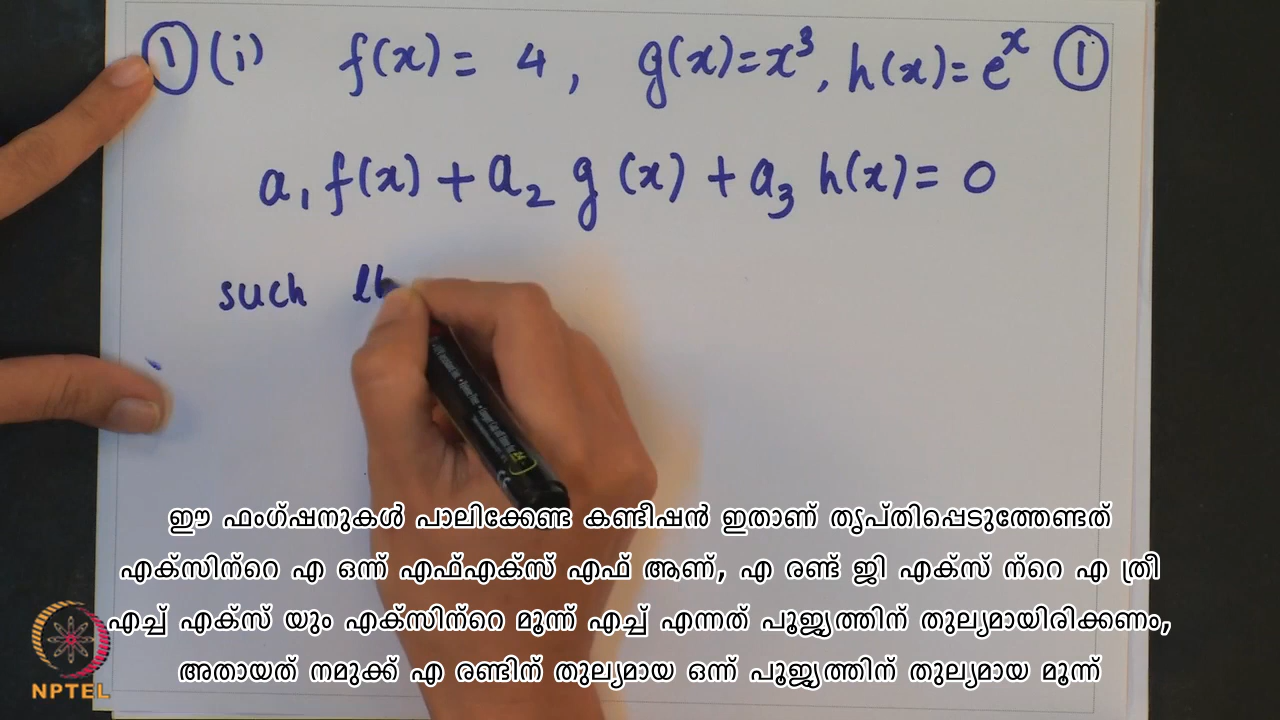 ① (i) f(x) = 4, g(x)=x³, h(x)= eˣ ①
a₁ f(x) + a₂ g (x) + a₃ h(x) = 0
such
ഈ ഫംഗ്ഷനുകൾ പാലിക്കേണ്ട കണ്ടീഷൻ ഇതാണ് തൃപ്തിപ്പെടുത്തേണ്ടത്
എക്സിന്റെ എ ഒന്ന് എഫ്എക്സ് എഫ് ആണ്, എ രണ്ട് ജി എക്സ് ന്റെ എ ത്രീ
എച്ച് എക്സ് യും എക്സിന്റെ മൂന്ന് എച്ച് എന്നത് പൂജ്യത്തിന് തുല്യമായിരിക്കണം,
അതായത് നമുക്ക് എ രണ്ടിന് തുല്യമായ ഒന്ന് പൂജ്യത്തിന് തുല്യമായ മൂന്ന്
NPTEL